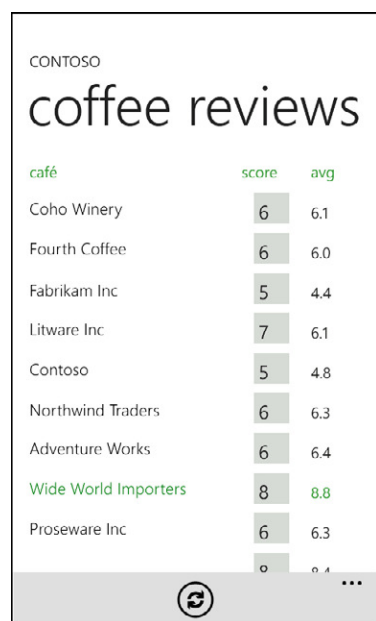 CONTOSO
coffee reviews
café score avg
Coho Winery 6 6.1
Fourth Coffee 6 6.0
Fabrikam Inc 5 4.4
Litware Inc 7 6.1
Contoso 5 4.8
Northwind Traders 6 6.3
Adventure Works 6 6.4
Wide World Importers 8 8.8
Proseware Inc 6 6.3